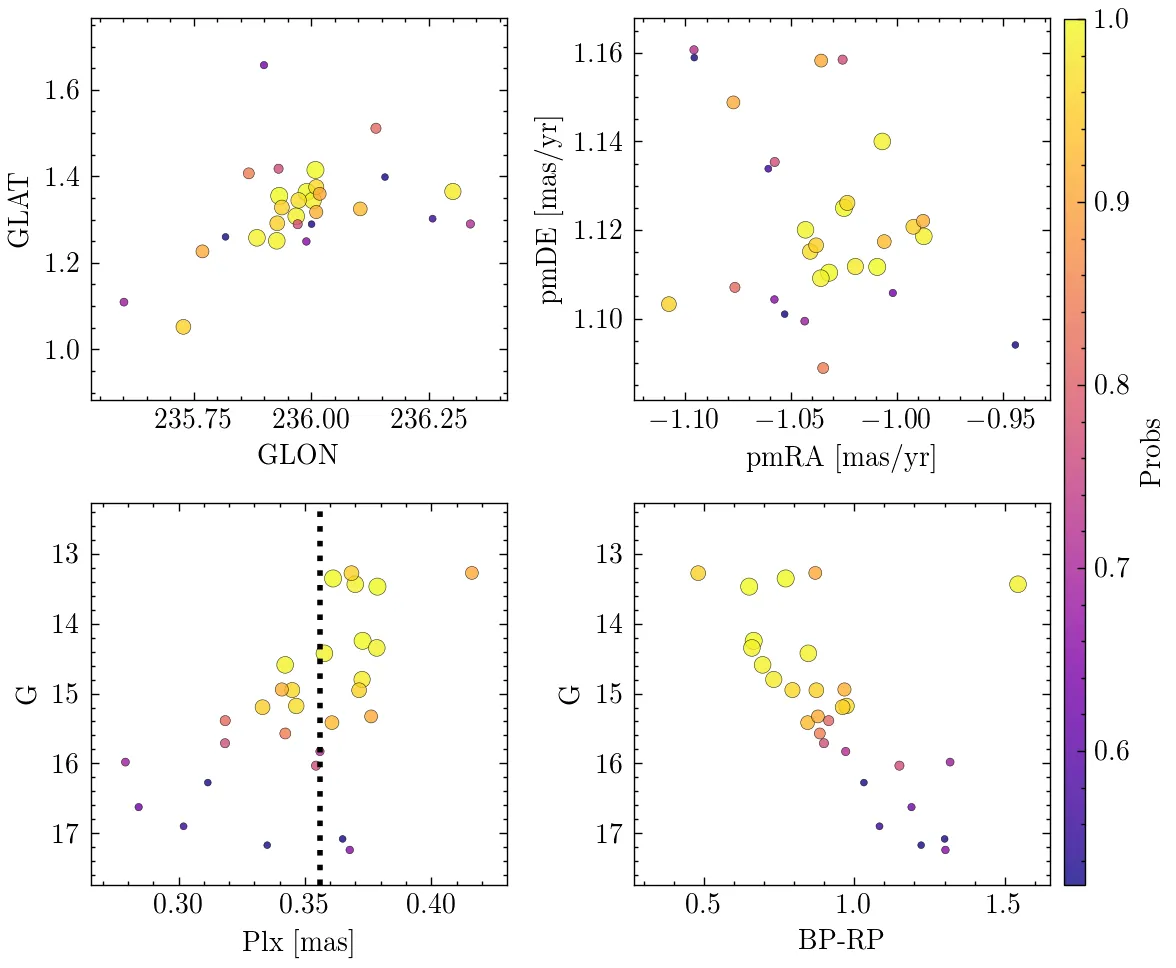 1.6
1.4
1.2
1.0
GLAT
235.75 236.00 236.25
GLON
1.16
1.14
1.12
1.10
pmDE [mas/yr]
−1.10 −1.05 −1.00 −0.95
pmRA [mas/yr]
1.0
0.9
0.8
0.7
0.6
Probs
13
14
15
16
17
G
0.30 0.35 0.40
Plx [mas]
13
14
15
16
17
G
0.5 1.0 1.5
BP-RP